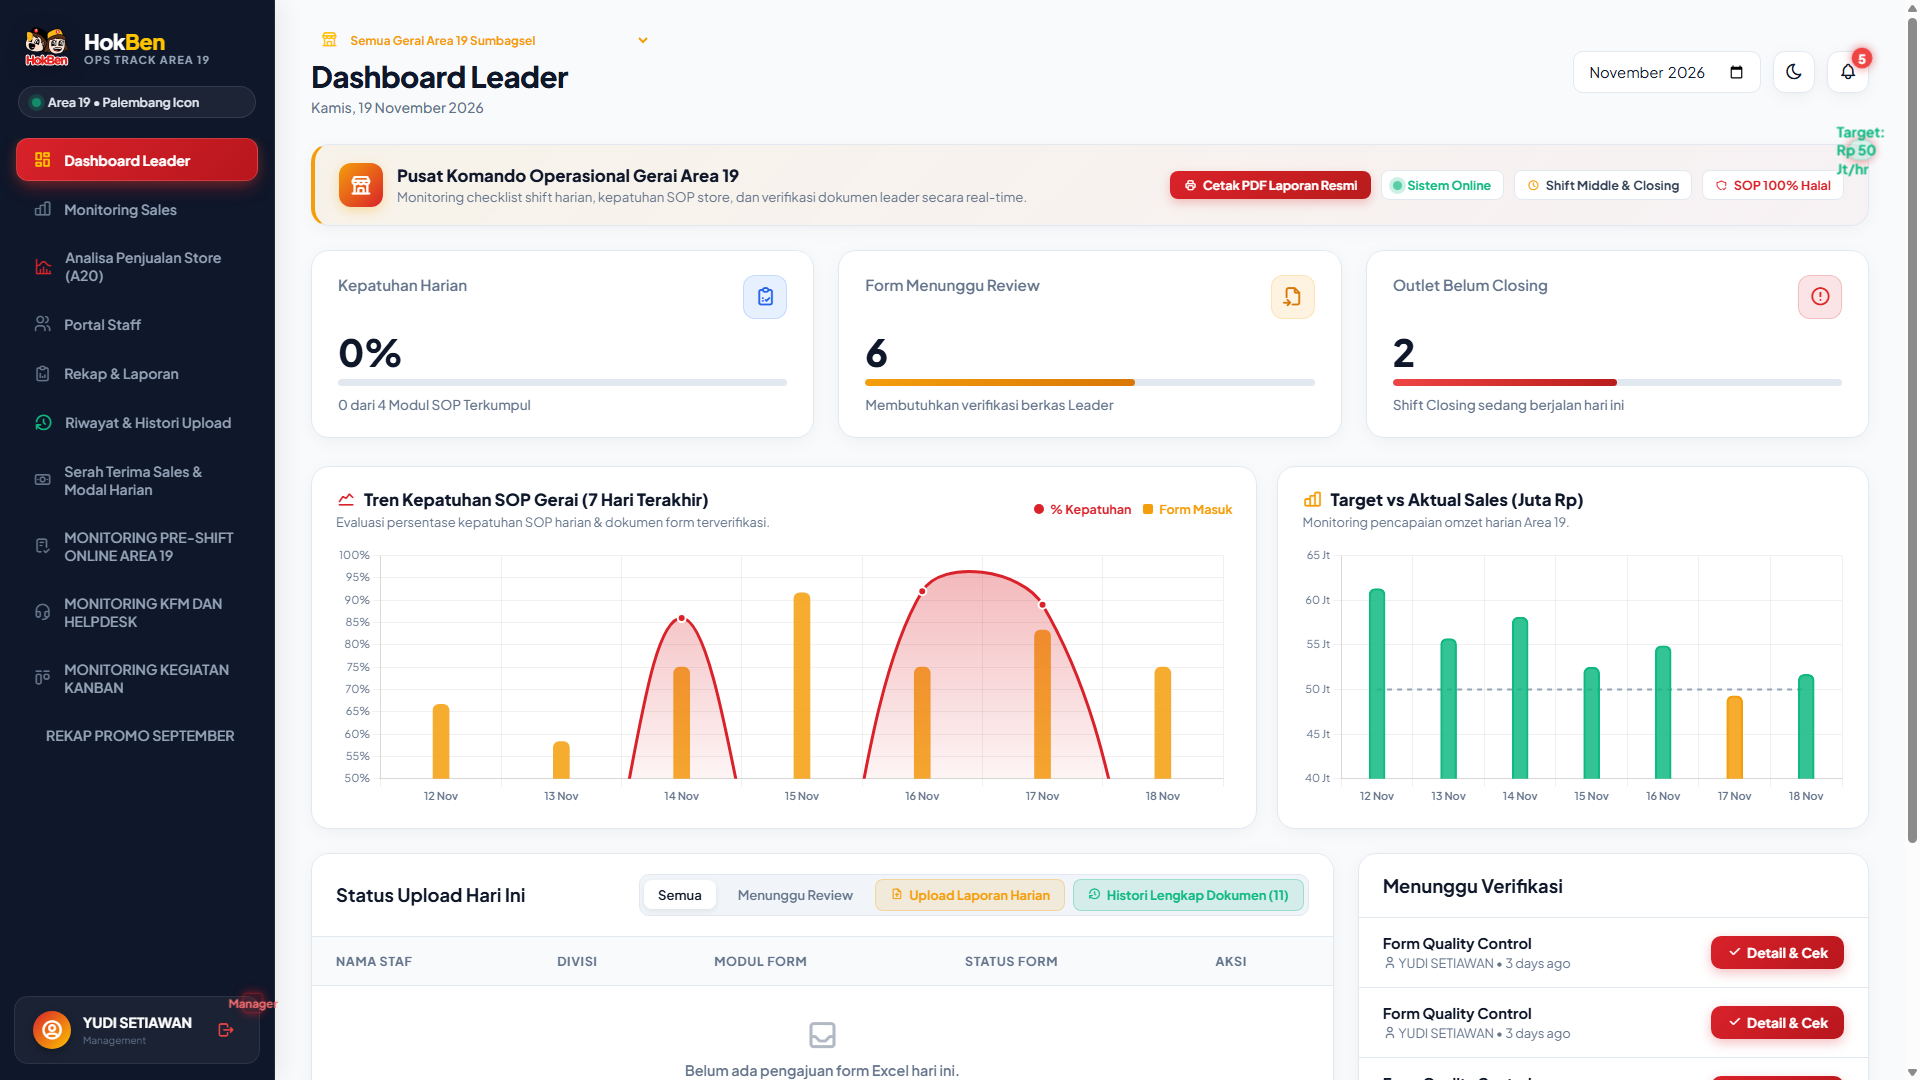 HokBen
HokBen
OPS TRACK AREA 19
Area 19 • Palembang Icon
Dashboard Leader
Monitoring Sales
Analisa Penjualan Store
(A20)
Portal Staff
Rekap & Laporan
Riwayat & Histori Upload
Serah Terima Sales &
Modal Harian
MONITORING PRE-SHIFT
ONLINE AREA 19
MONITORING KFM DAN
HELPDESK
MONITORING KEGIATAN
KANBAN
REKAP PROMO SEPTEMBER
Manager
YUDI SETIAWAN
Management
Semua Gerai Area 19 Sumbagsel
Dashboard Leader
Kamis, 19 November 2026
November 2026
5
Target:
Rp 50
Jt/hr
Pusat Komando Operasional Gerai Area 19
Monitoring checklist shift harian, kepatuhan SOP store, dan verifikasi dokumen leader secara real-time.
Cetak PDF Laporan Resmi
Sistem Online
Shift Middle & Closing
SOP 100% Halal
Kepatuhan Harian
0%
0 dari 4 Modul SOP Terkumpul
Form Menunggu Review
6
Membutuhkan verifikasi berkas Leader
Outlet Belum Closing
2
Shift Closing sedang berjalan hari ini
Tren Kepatuhan SOP Gerai (7 Hari Terakhir)
Evaluasi persentase kepatuhan SOP harian & dokumen form terverifikasi.
% Kepatuhan
Form Masuk
100%
95%
90%
85%
80%
75%
70%
65%
60%
55%
50%
12 Nov
13 Nov
14 Nov
15 Nov
16 Nov
17 Nov
18 Nov
Target vs Aktual Sales (Juta Rp)
Monitoring pencapaian omzet harian Area 19.
65 Jt
60 Jt
55 Jt
50 Jt
45 Jt
40 Jt
12 Nov
13 Nov
14 Nov
15 Nov
16 Nov
17 Nov
18 Nov
Status Upload Hari Ini
Semua
Menunggu Review
Upload Laporan Harian
Histori Lengkap Dokumen (11)
NAMA STAF
DIVISI
MODUL FORM
STATUS FORM
AKSI
Belum ada pengajuan form Excel hari ini.
Menunggu Verifikasi
Form Quality Control
YUDI SETIAWAN • 3 days ago
Detail & Cek
Form Quality Control
YUDI SETIAWAN • 3 days ago
Detail & Cek